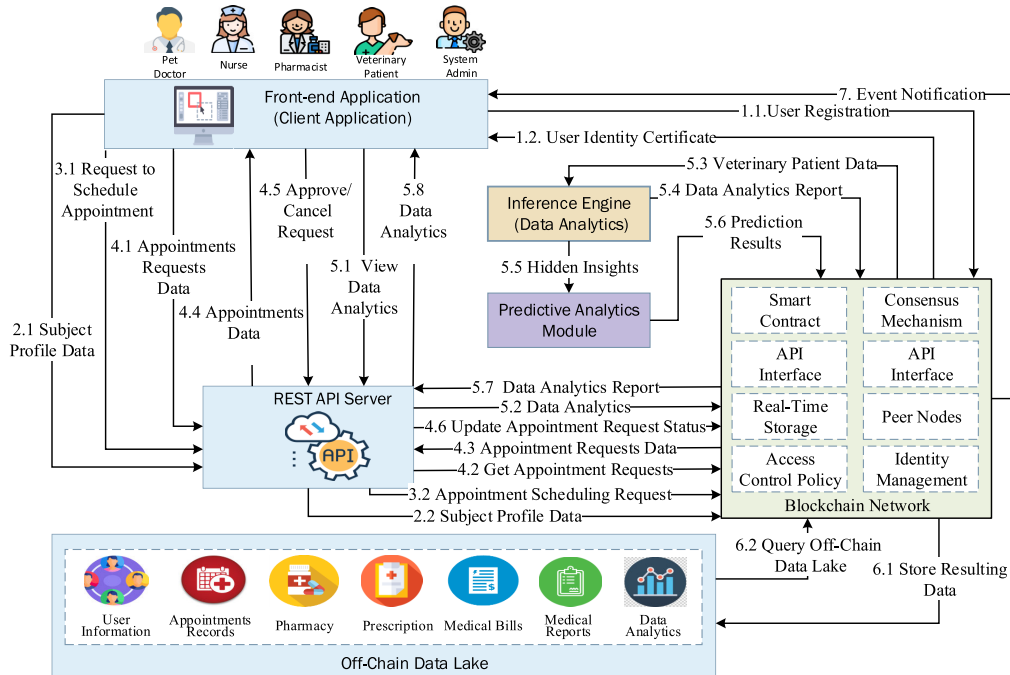 Pet
Doctor
Nurse
Pharmacist
Veterinary
Patient
System
Admin
Front-end Application
(Client Application)
7. Event Notification
1.1.User Registration
1.2. User Identity Certificate
5.3 Veterinary Patient Data
5.4 Data Analytics Report
5.6 Prediction
Results
3.1 Request to
Schedule
Appointment
4.5 Approve/
Cancel
Request
5.8
Data
Analytics
Inference Engine
(Data Analytics)
4.1 Appointments
Requests
Data
5.1 View
Data
Analytics
5.5 Hidden Insights
4.4 Appointments
Data
Predictive Analytics
Module
2.1 Subject
Profile Data
Smart
Contract
Consensus
Mechanism
API
Interface
API
Interface
Real-Time
Storage
Peer Nodes
Access
Control Policy
Identity
Management
Blockchain Network
REST API Server
API
5.7 Data Analytics Report
5.2 Data Analytics
4.6 Update Appointment Request Status
4.3 Appointment Requests Data
4.2 Get Appointment Requests
3.2 Appointment Scheduling Request
2.2 Subject Profile Data
6.2 Query Off-Chain
Data Lake
6.1 Store Resulting
Data
User
Information
Appointments
Records
Pharmacy
Prescription
Medical Bills
Medical
Reports
Data
Analytics
Off-Chain Data Lake